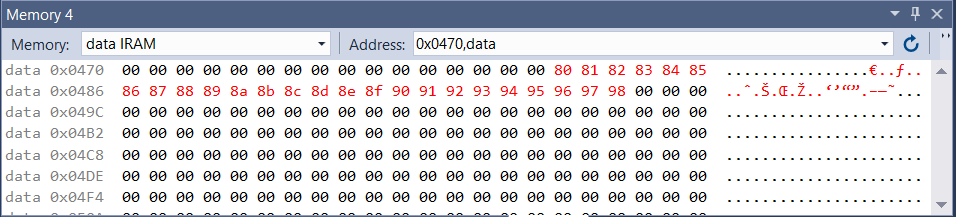 Memory 4
Memory: data IRAM Address: 0x0470,data
data 0x0470 00 00 00 00 00 00 00 00 00 00 00 00 00 00 00 00 80 81 82 83 84 85 ................€..ƒ..
data 0x0486 86 87 88 89 8a 8b 8c 8d 8e 8f 90 91 92 93 94 95 96 97 98 00 00 00 ..ˆ.Š.Œ.Ž..‘’“”.–—˜...
data 0x049C 00 00 00 00 00 00 00 00 00 00 00 00 00 00 00 00 00 00 00 00 00 00 ......................
data 0x04B2 00 00 00 00 00 00 00 00 00 00 00 00 00 00 00 00 00 00 00 00 00 00 ......................
data 0x04C8 00 00 00 00 00 00 00 00 00 00 00 00 00 00 00 00 00 00 00 00 00 00 ......................
data 0x04DE 00 00 00 00 00 00 00 00 00 00 00 00 00 00 00 00 00 00 00 00 00 00 ......................
data 0x04F4 00 00 00 00 00 00 00 00 00 00 00 00 00 00 00 00 00 00 00 00 00 00 ......................